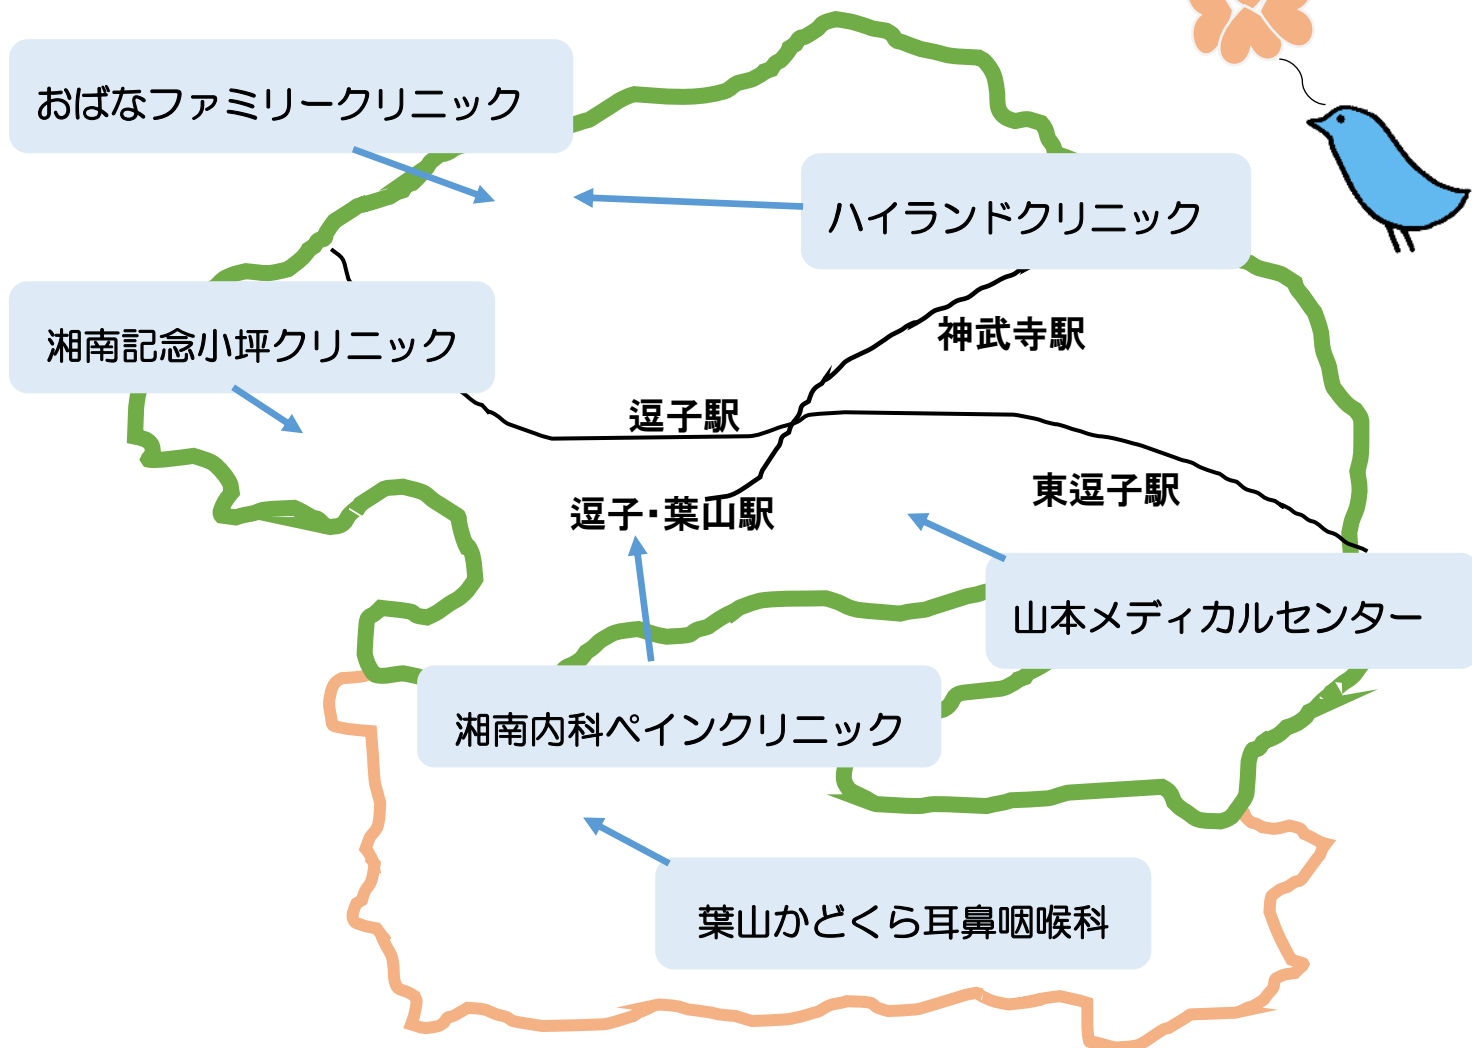 おばなファミリークリニック
ハイランドクリニック
湘南記念小坪クリニック
神武寺駅
逗子駅
東逗子駅
逗子・葉山駅
山本メディカルセンター
湘南内科ペインクリニック
葉山かどくら耳鼻咽喉科